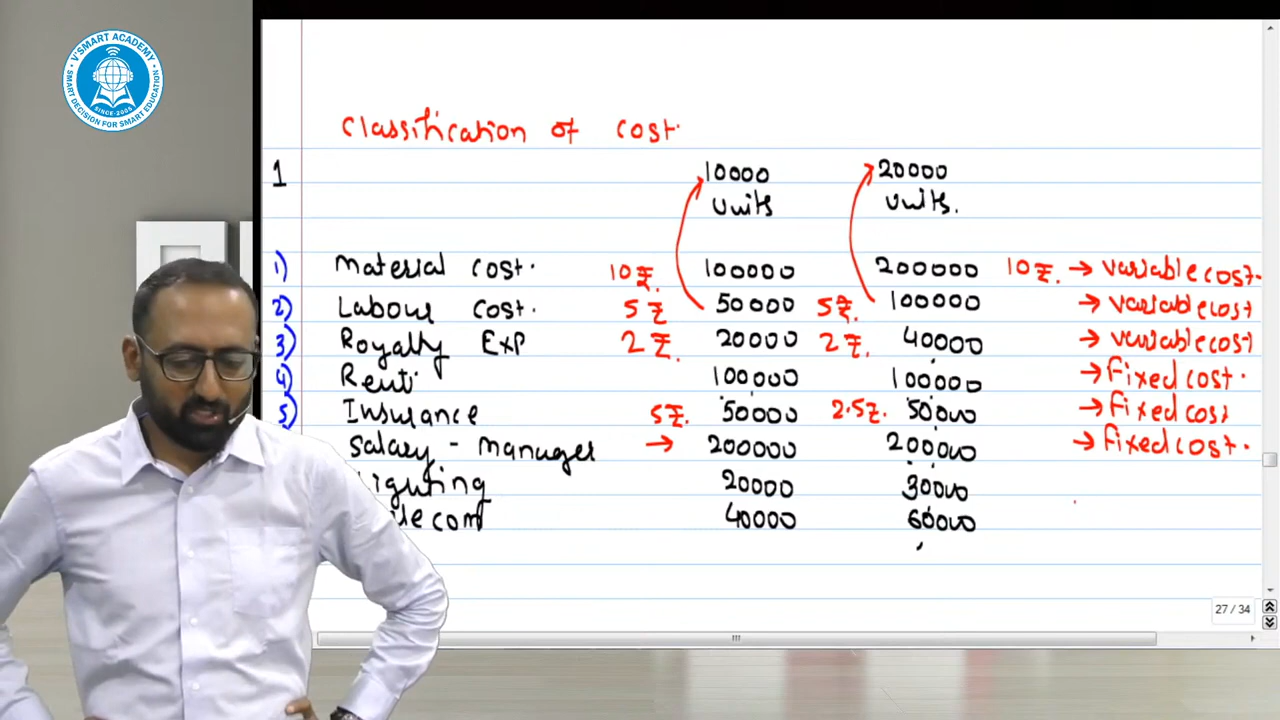 V'SMART ACADEMY
SMART DECISION FOR SMART EDUCATION
SINCE-2005
Classification of cost.
1 10000 20000
Units Units.
1) Material cost. 10₹. 100000 200000 10₹. → variable cost.
2) Labour cost. 5₹ 50000 5₹. 100000 → variable cost
3) Royalty Exp 2₹. 20000 2₹. 40000 → variable cost
4) Rent 100000 100000 → fixed cost.
5) Insurance 5₹. 50000 2.5₹. 50000 → fixed cost
Salary - manager → 200000 200000 → fixed cost.
Lighting 20000 30000
40000 60000
27 / 34